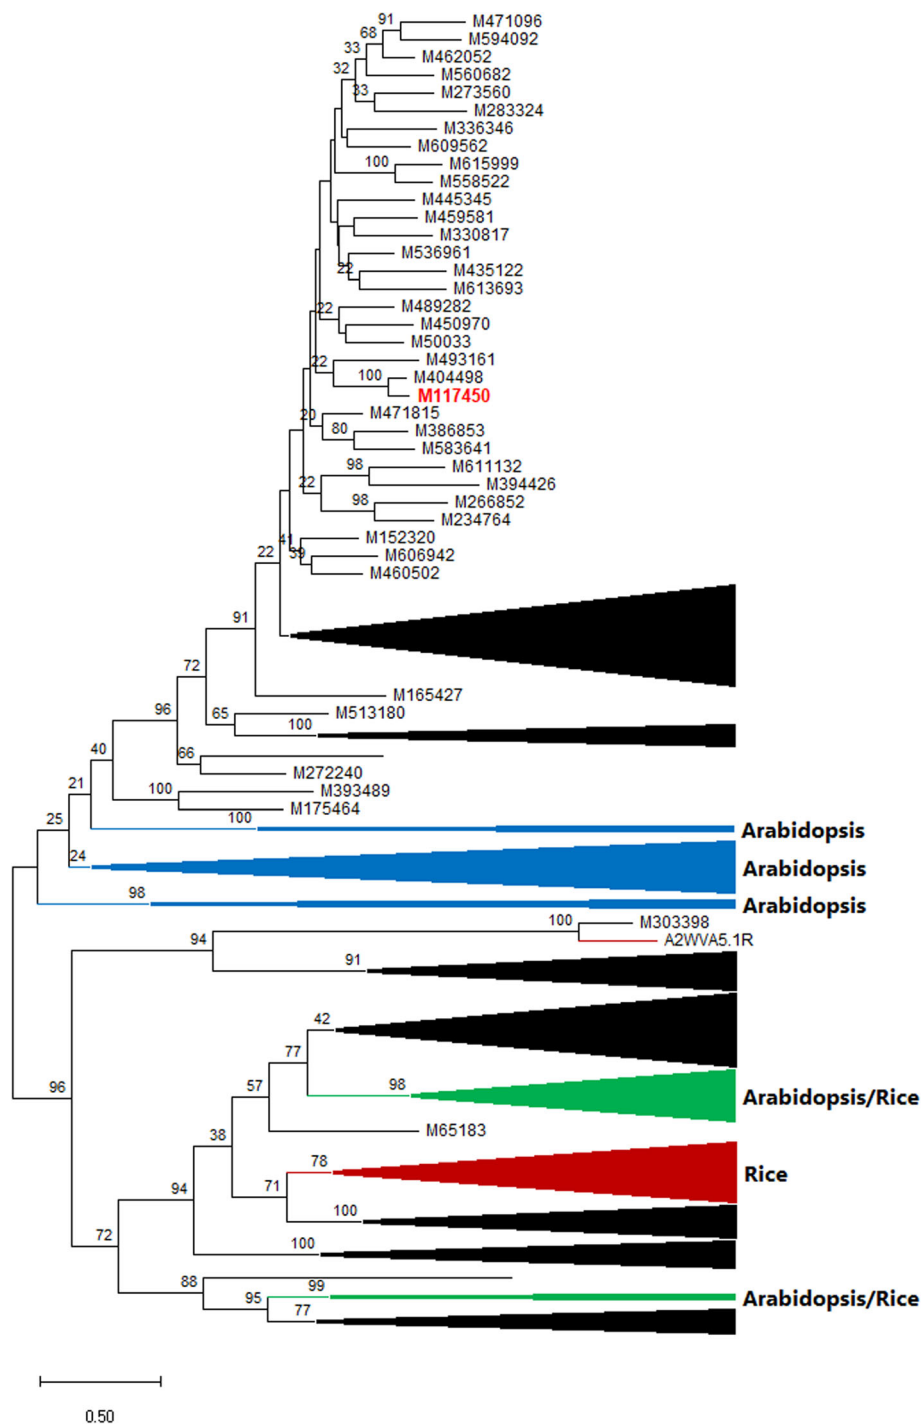 91 M471096
M594092
68
M462052
33
M560682
32
M273560
33
M283324
M336346
M609562
100 M615999
M558522
M445345
M459581
M330817
M536961
22 M435122
M613693
22 M489282
M450970
M50033
22 M493161
100 M404498
M117450
20 M471815
80 M386853
M583641
98 M611132
22 M394426
98 M266852
M234764
41 M152320
39 M606942
M460502
22
91
72
M165427
96 65 M513180
100
40 66
M272240
21 100 M393489
M175464
25 100 Arabidopsis
24 Arabidopsis
98 Arabidopsis
100 M303398
94 A2WVA5.1R
91
42
77
96 57 98 Arabidopsis/Rice
38 M65183
94 78 Rice
71
100
72 100
88
95 99 Arabidopsis/Rice
77
0.50